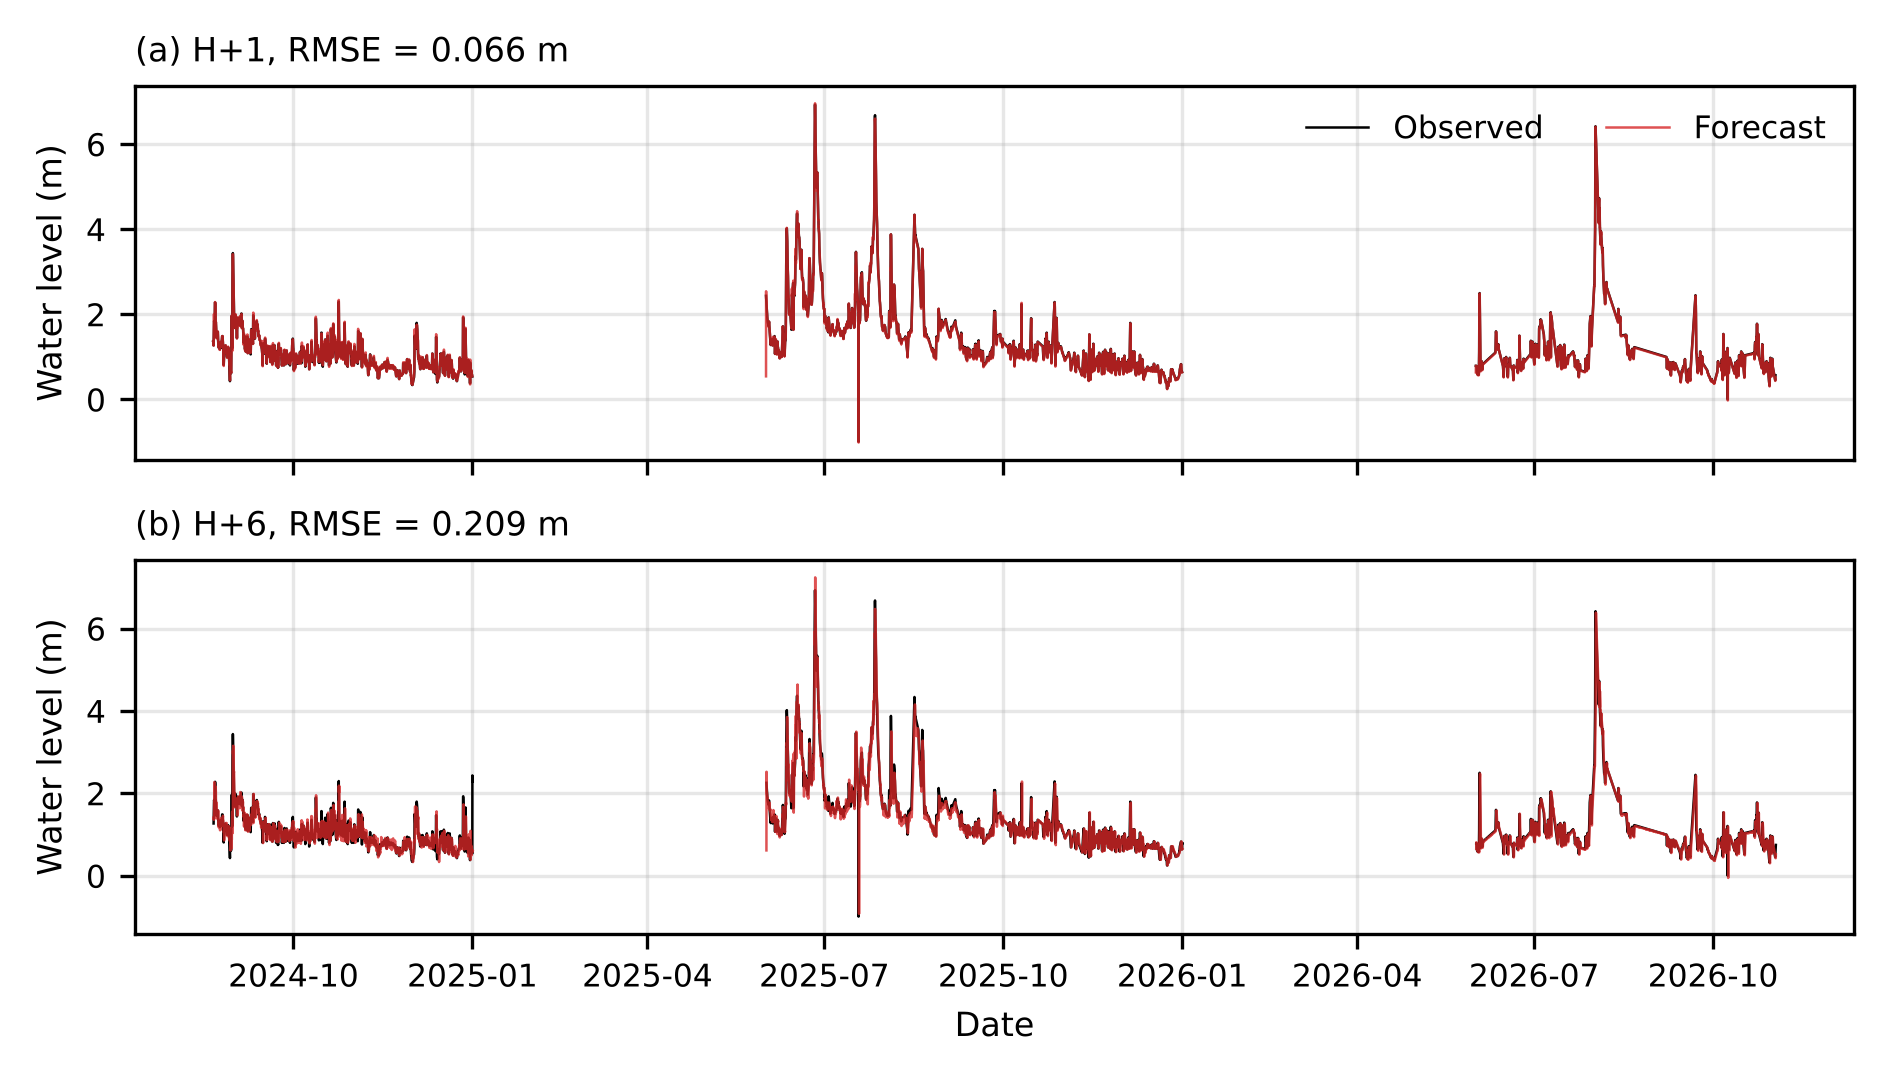 (a) H+1, RMSE = 0.066 m
Water level (m)
6
4
2
0
Observed
Forecast
(b) H+6, RMSE = 0.209 m
Water level (m)
6
4
2
0
2024-10 2025-01 2025-04 2025-07 2025-10 2026-01 2026-04 2026-07 2026-10
Date